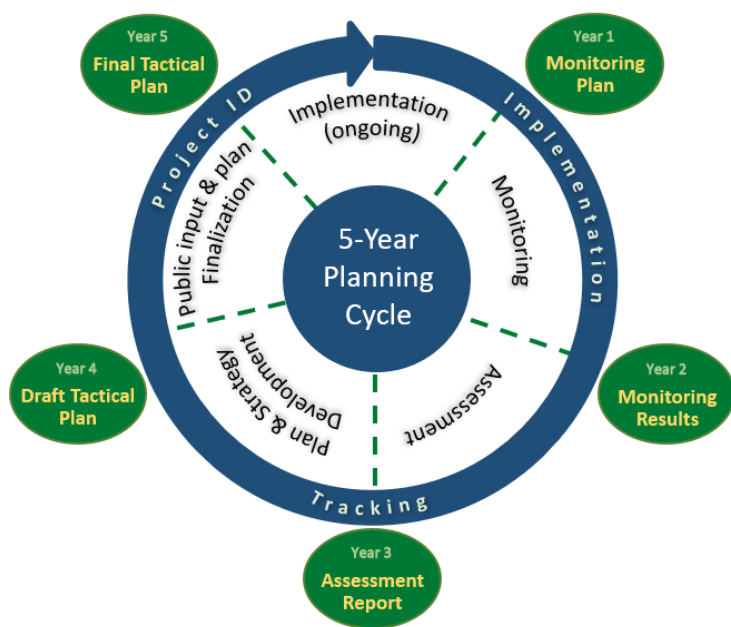 Year 5
Final Tactical
Plan
Year 1
Monitoring
Plan
Project ID
Implementation
Implementation
(ongoing)
Public input & plan
Finalization
Monitoring
5-Year
Planning
Cycle
Year 4
Draft Tactical
Plan
Plan & Strategy
Development
Assessment
Year 2
Monitoring
Results
Tracking
Year 3
Assessment
Report